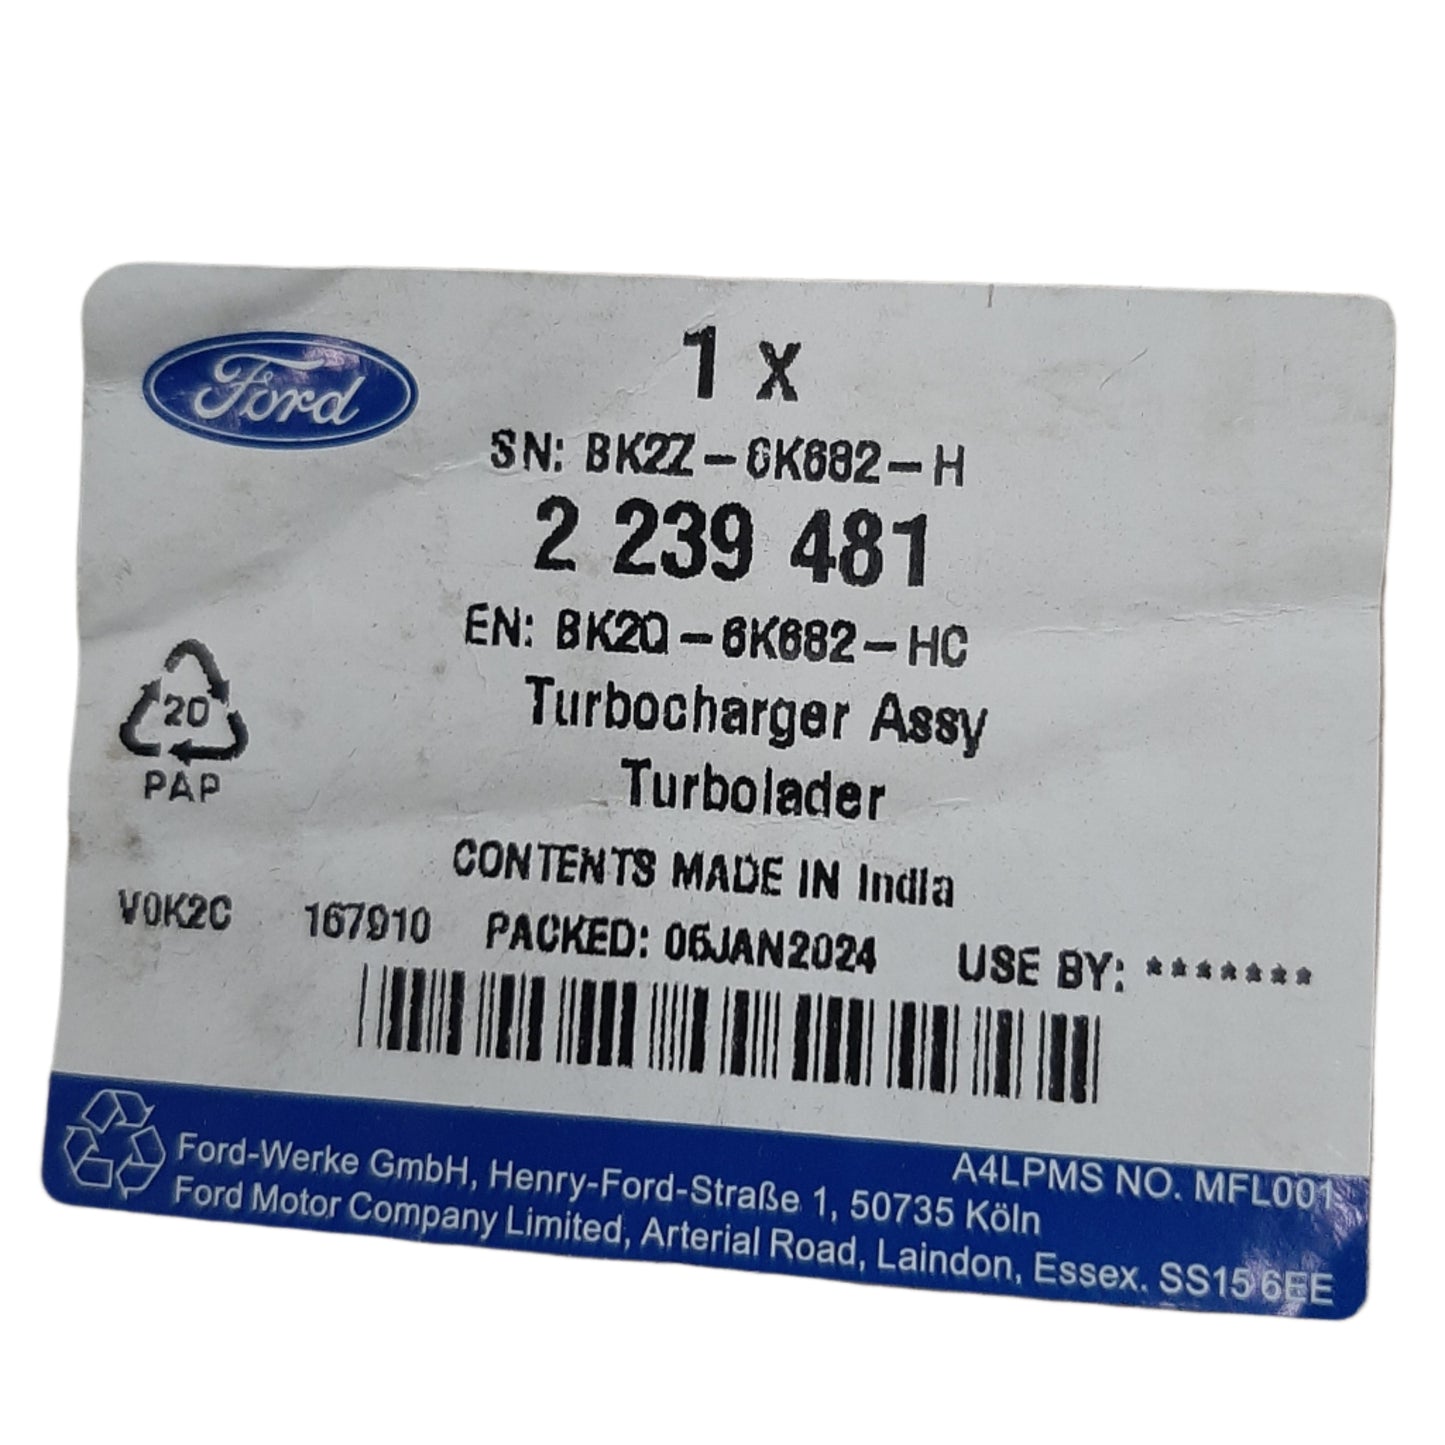 Ford
1 x
SN: BK2Z-6K682-H
2 239 481
EN: BK2Q-6K682-HC
Turbocharger Assy
Turbolader
20
PAP
CONTENTS MADE IN India
V0K2C 167910 PACKED: 06JAN2024 USE BY: *******
A4LPMS NO. MFL001
Ford-Werke GmbH, Henry-Ford-Straße 1, 50735 Köln
Ford Motor Company Limited, Arterial Road, Laindon, Essex. SS15 6EE